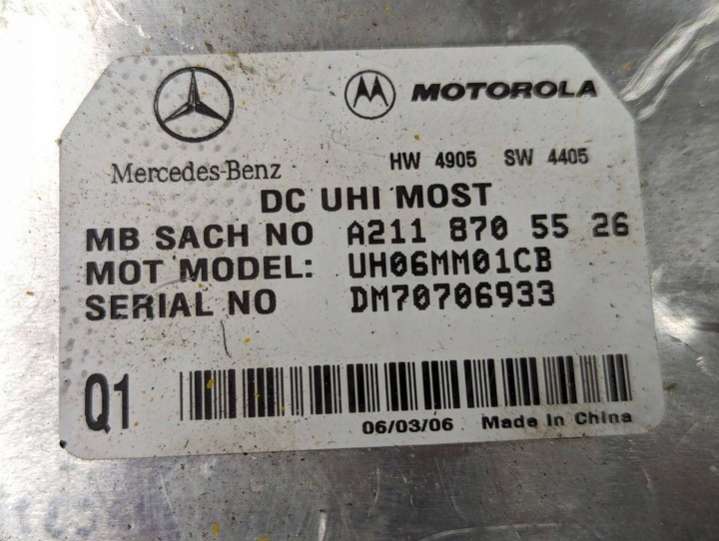 MOTOROLA
Mercedes-Benz
HW 4905 SW 4405
DC UHI MOST
MB SACH NO A211 870 55 26
MOT MODEL: UH06MM01CB
SERIAL NO DM70706933
Q1
06/03/06 Made in China